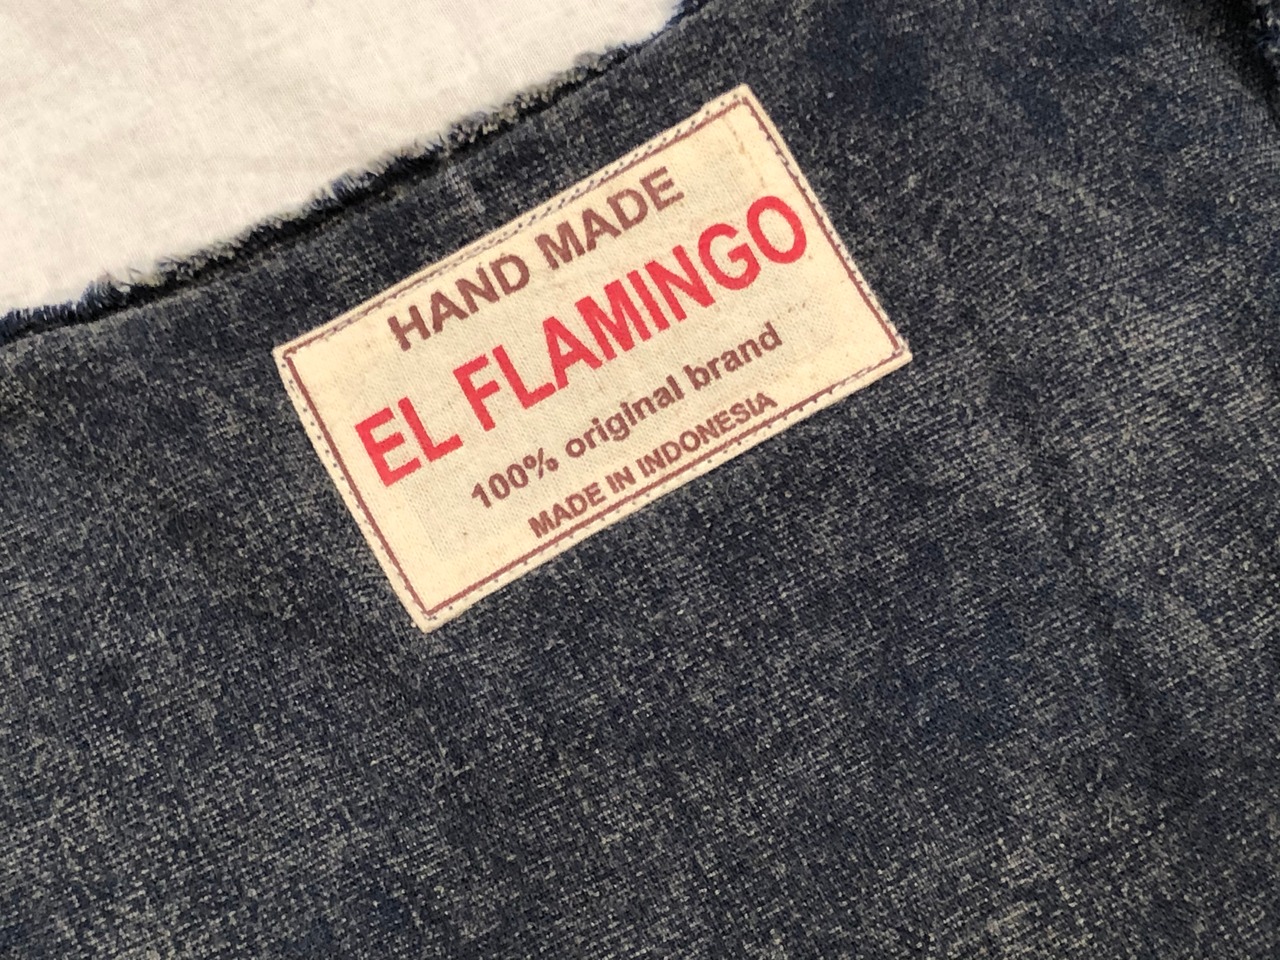 HAND MADE
EL FLAMINGO
100% original brand
MADE IN INDONESIA